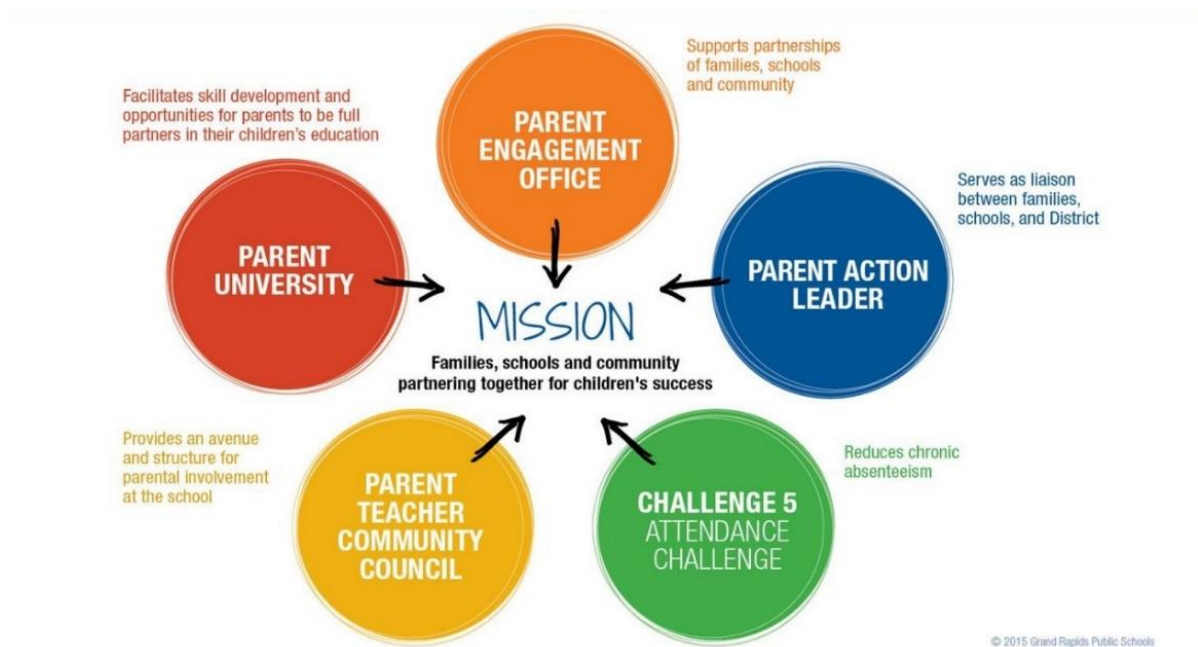 Supports partnerships
of families, schools
and community
PARENT
ENGAGEMENT
OFFICE
Facilitates skill development and
opportunities for parents to be full
partners in their children's education
PARENT
UNIVERSITY
Serves as liaison
between families,
schools, and District
PARENT ACTION
LEADER
MISSION
Families, schools and community
partnering together for children's success
Provides an avenue
and structure for
parental involvement
at the school
PARENT
TEACHER
COMMUNITY
COUNCIL
Reduces chronic
absenteeism
CHALLENGE 5
ATTENDANCE
CHALLENGE
© 2015 Grand Rapids Public Schools